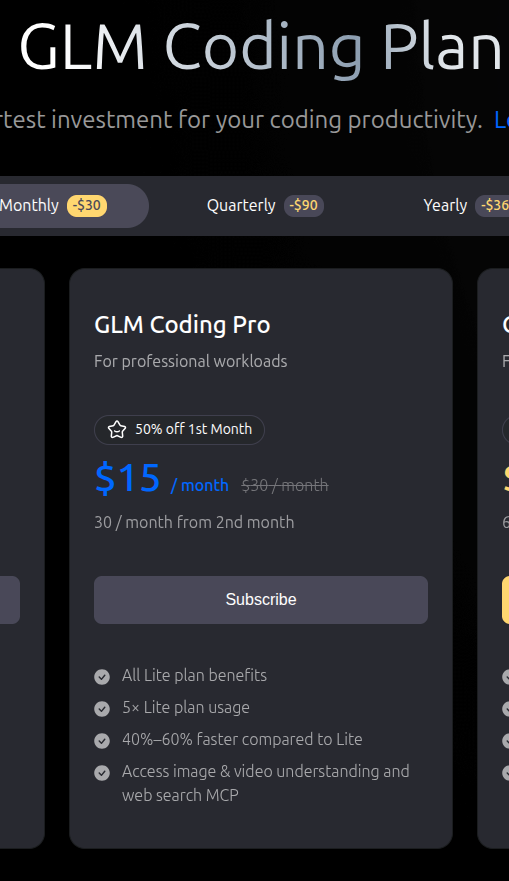 GLM Coding Plan
rtest investment for your coding productivity. L
Monthly -$30 Quarterly -$90 Yearly -$36
GLM Coding Pro
For professional workloads
50% off 1st Month
$15 / month $30 / month
30 / month from 2nd month
Subscribe
All Lite plan benefits
5× Lite plan usage
40%–60% faster compared to Lite
Access image & video understanding and
web search MCP